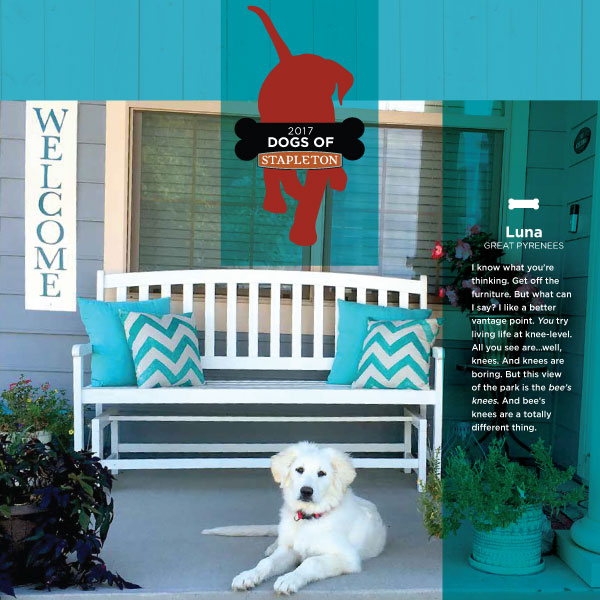 2017
DOGS OF
STAPLETON
WELCOME
Luna
GREAT PYRENEES
I know what you're
thinking. Get off the
furniture. But what can
I say? I like a better
vantage point. You try
living life at knee-level.
All you see are...well,
knees. And knees are
boring. But this view
of the park is the bee's
knees. And bee's
knees are a totally
different thing.